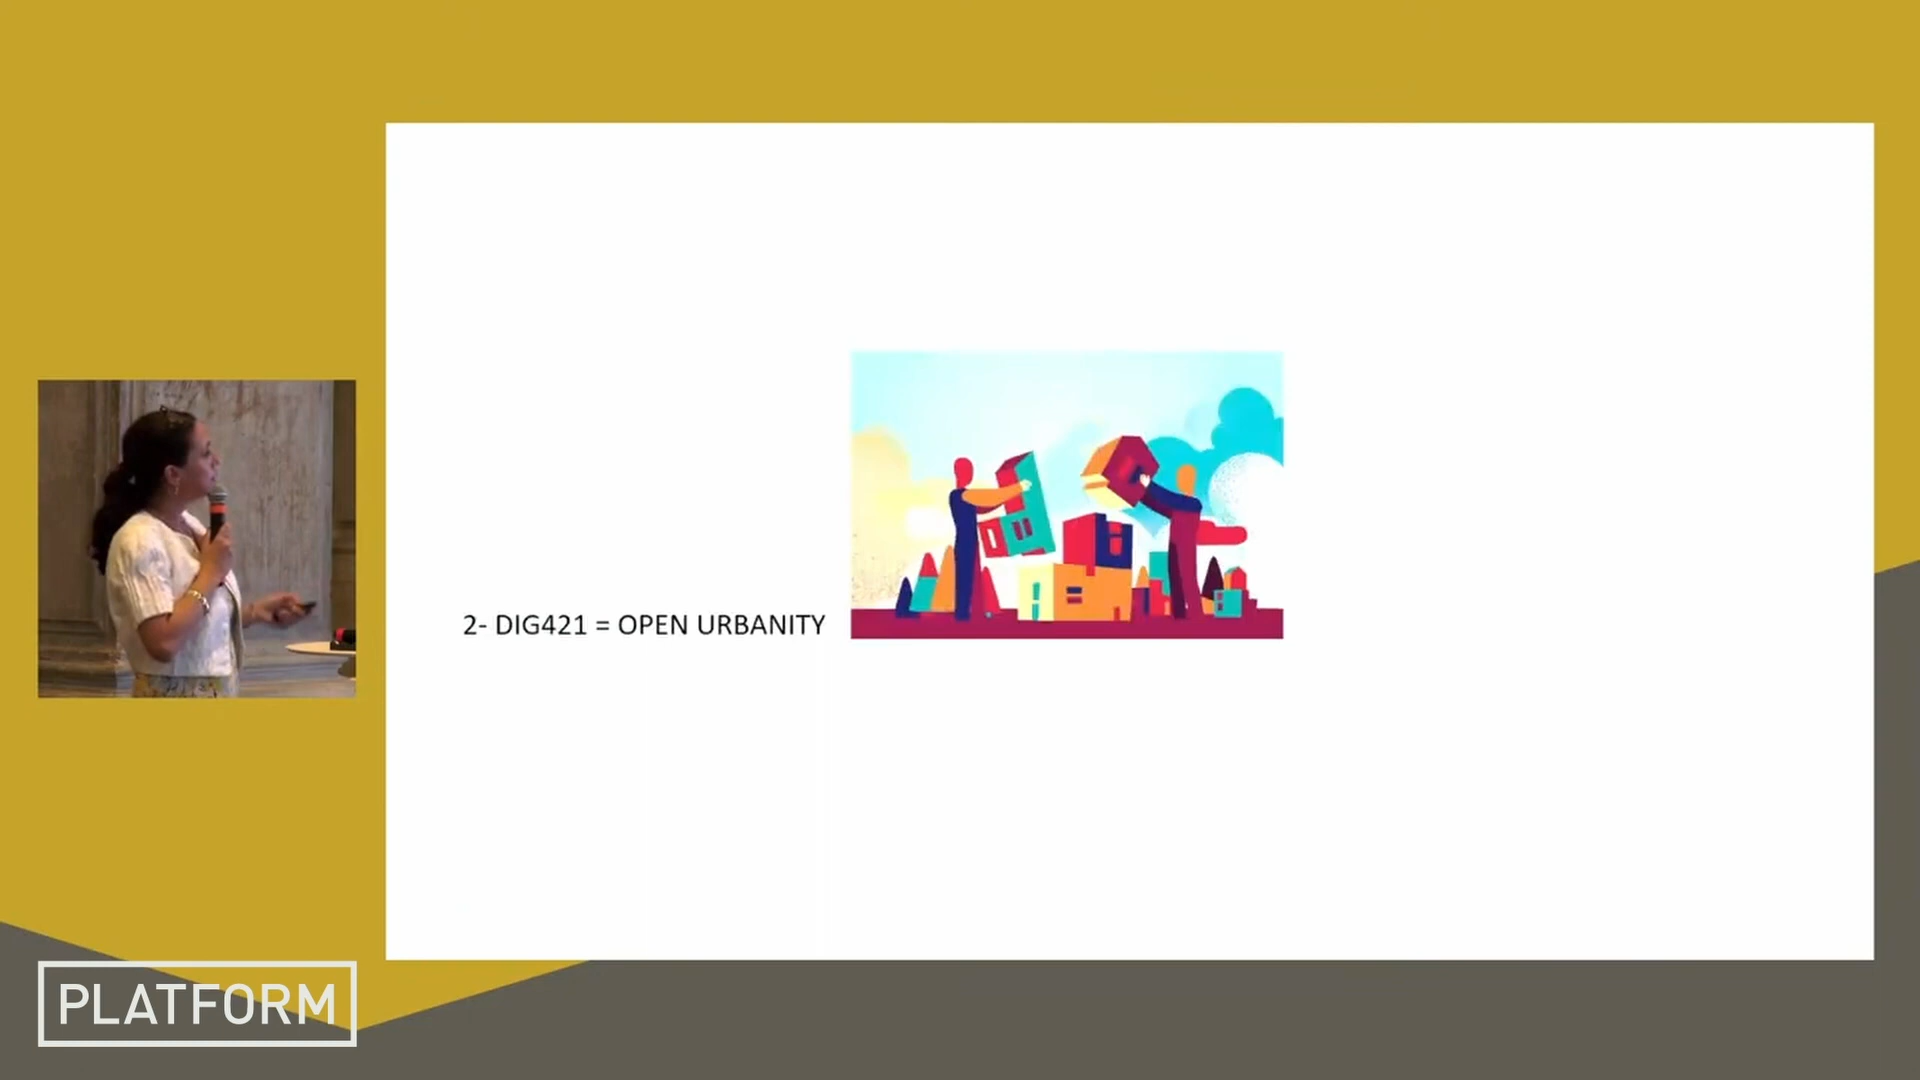 2- DIG421 = OPEN URBANITY
PLATFORM